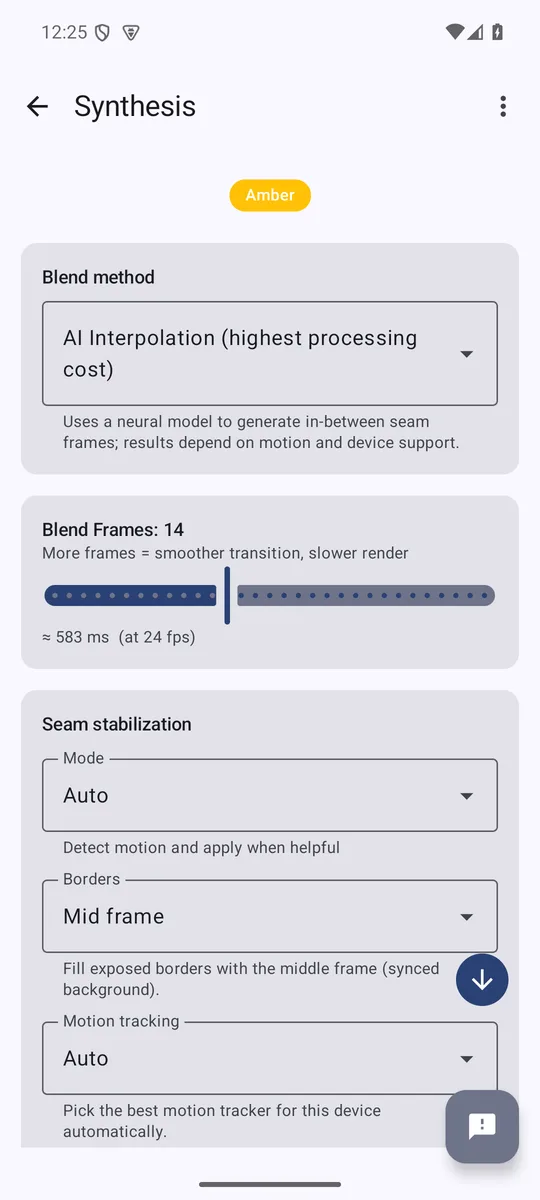 12:25
Synthesis
Amber
Blend method
AI Interpolation (highest processing
cost)
Uses a neural model to generate in-between seam
frames; results depend on motion and device support.
Blend Frames: 14
More frames = smoother transition, slower render
≈ 583 ms (at 24 fps)
Seam stabilization
Mode
Auto
Detect motion and apply when helpful
Borders
Mid frame
Fill exposed borders with the middle frame (synced
background).
Motion tracking
Auto
Pick the best motion tracker for this device
automatically.